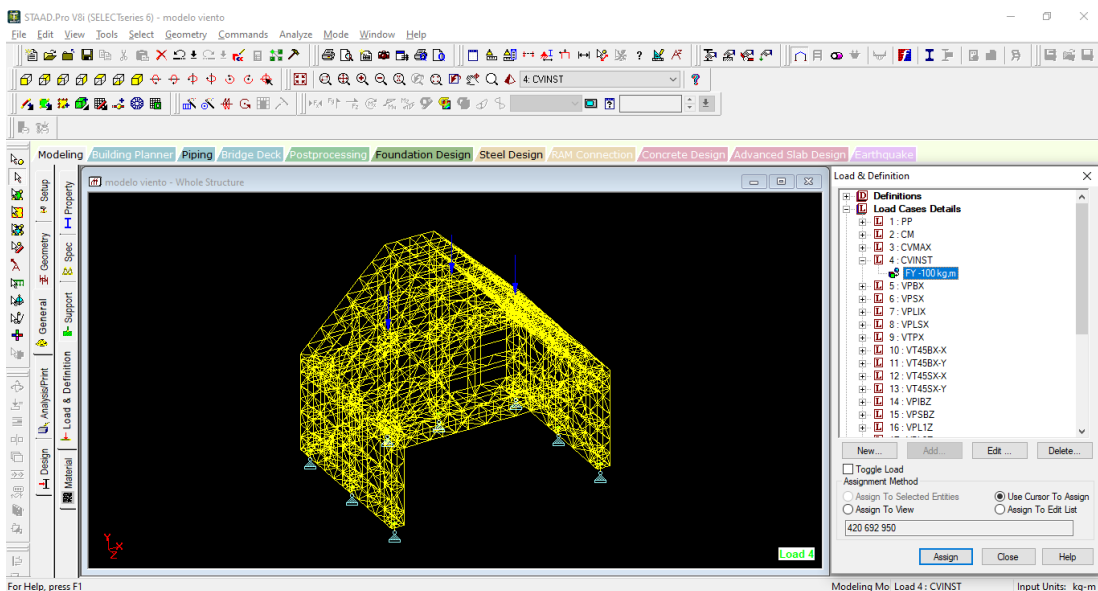 STAAD.Pro V8i (SELECTseries 6) - modelo viento
File Edit View Tools Select Geometry Commands Analyze Mode Window Help
4: CVINST
Modeling Building Planner Piping Bridge Deck Postprocessing Foundation Design Steel Design RAM Connection Concrete Design Advanced Slab Design Earthquake
Setup
Geometry
General
Analysis/Print
Design
Property
Spec
Support
Load & Definition
Material
modelo viento - Whole Structure
Y
X
Z
Load 4
Load & Definition
Definitions
Load Cases Details
1 : PP
2 : CM
3 : CVMAX
4 : CVINST
FY -100 kg,m
5 : VPBX
6 : VPSX
7 : VPLIX
8 : VPLSX
9 : VTPX
10 : VT45BX-X
11 : VT45BX-Y
12 : VT45SX-X
13 : VT45SX-Y
14 : VPIBZ
15 : VPSBZ
16 : VPL1Z
New... Add... Edit ... Delete...
Toggle Load
Assignment Method
Assign To Selected Entities Use Cursor To Assign
Assign To View Assign To Edit List
420 692 950
Assign Close Help
For Help, press F1 Modeling Mo Load 4 : CVINST Input Units: kg-m